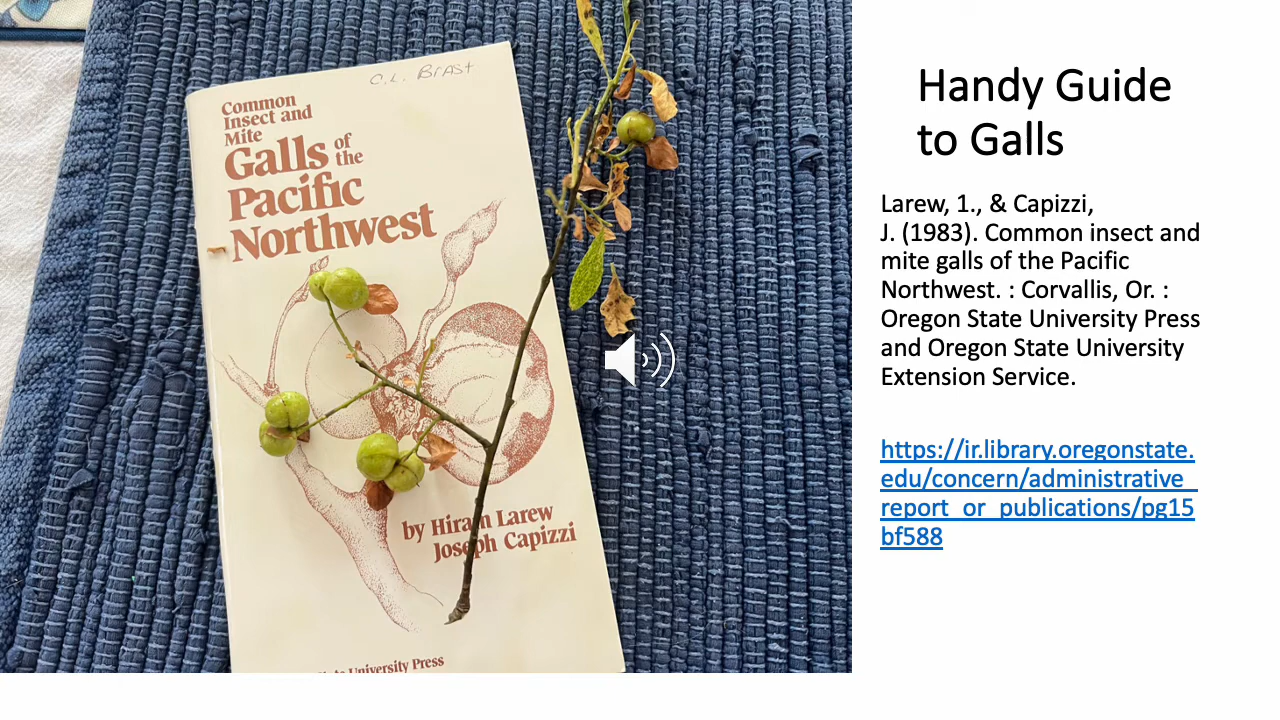 C.L. Brast
Common
Insect and
Mite
Galls of
the
Pacific
Northwest
by Hiram Larew
Joseph Capizzi
State University Press
Handy Guide
to Galls
Larew, 1., & Capizzi,
J. (1983). Common insect and
mite galls of the Pacific
Northwest. : Corvallis, Or. :
Oregon State University Press
and Oregon State University
Extension Service.
https://ir.library.oregonstate.
edu/concern/administrative_
report_or_publications/pg15
bf588